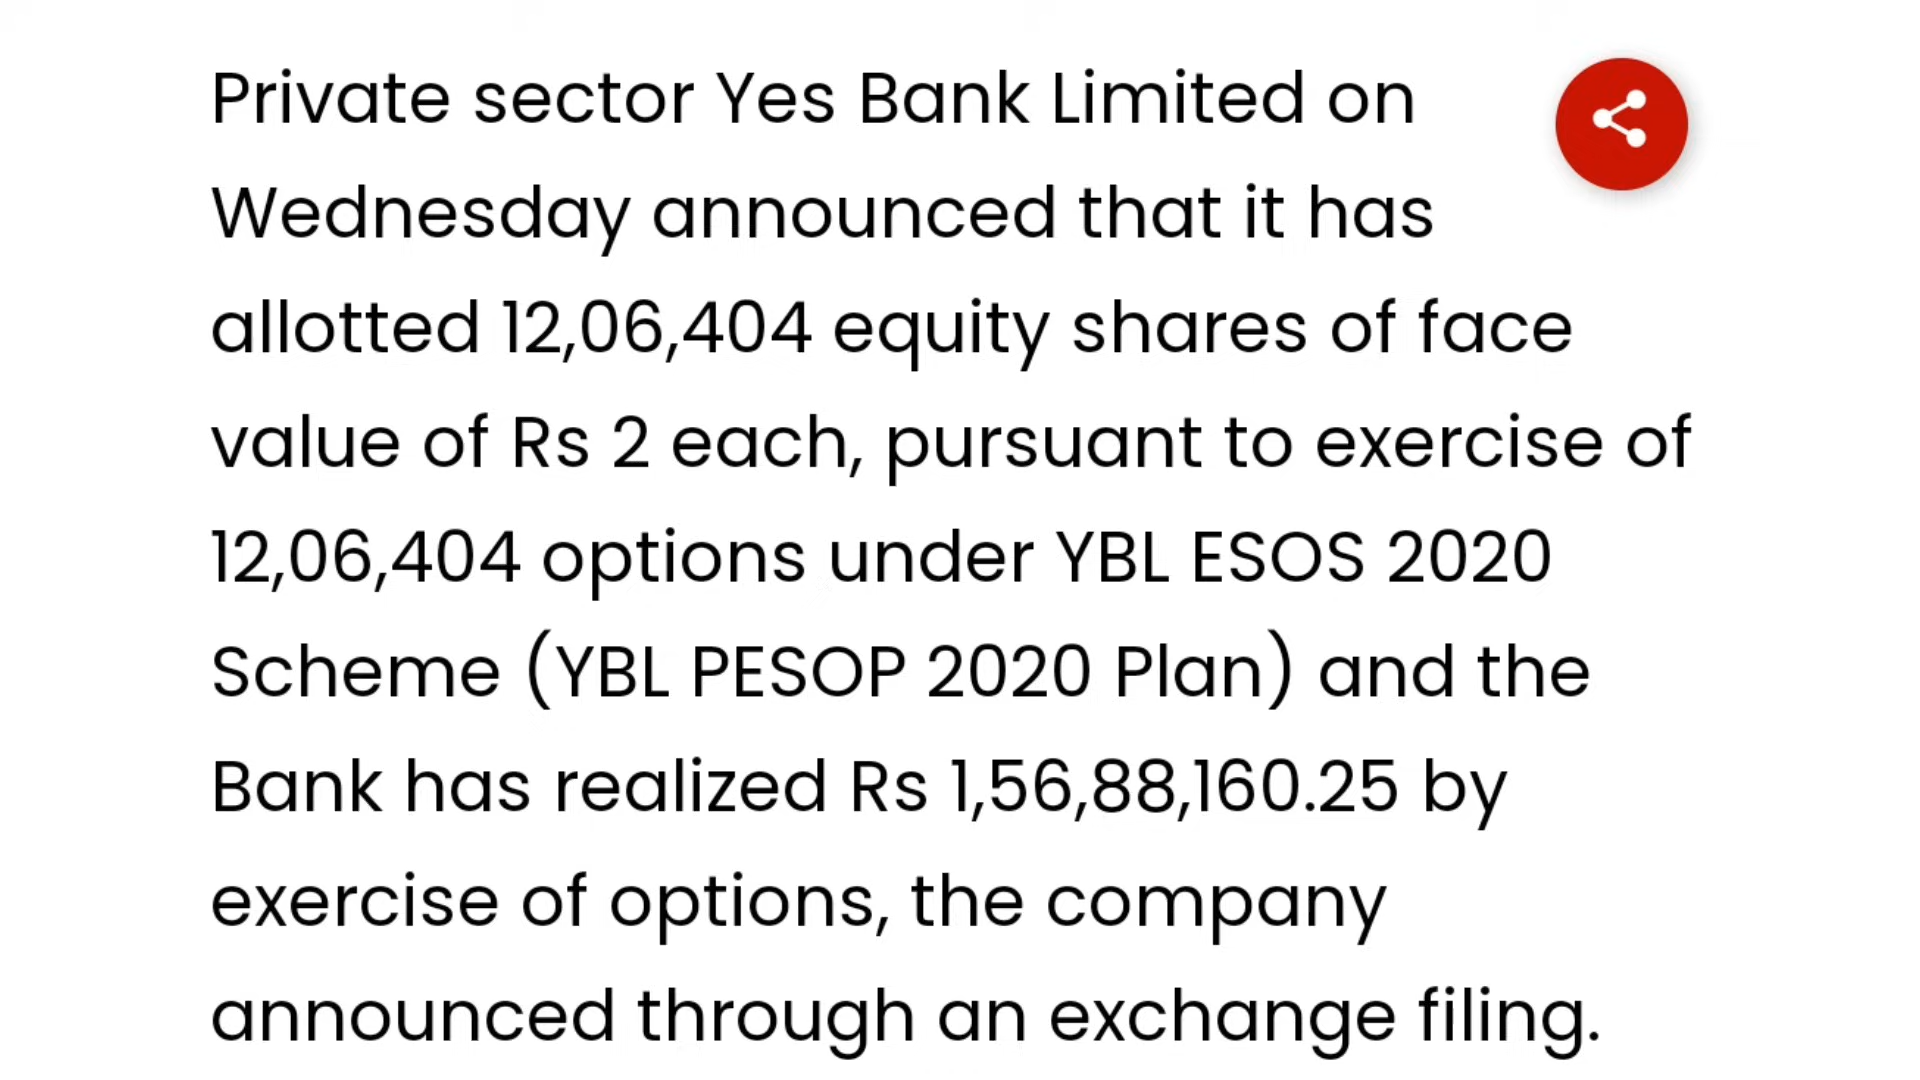 Private sector Yes Bank Limited on
Wednesday announced that it has
allotted 12,06,404 equity shares of face
value of Rs 2 each, pursuant to exercise of
12,06,404 options under YBL ESOS 2020
Scheme (YBL PESOP 2020 Plan) and the
Bank has realized Rs 1,56,88,160.25 by
exercise of options, the company
announced through an exchange filing.